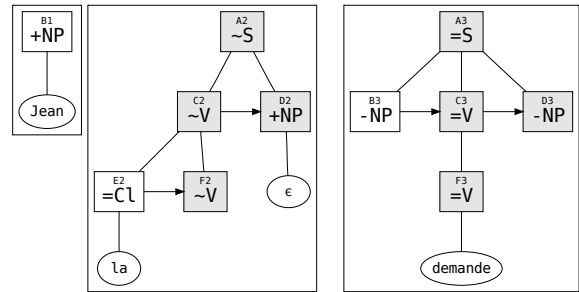 B1
+NP
Jean
A2
~S
C2
~V
D2
+NP
E2
=Cl
F2
~V
ϵ
la
A3
=S
B3
-NP
C3
=V
D3
-NP
F3
=V
demande